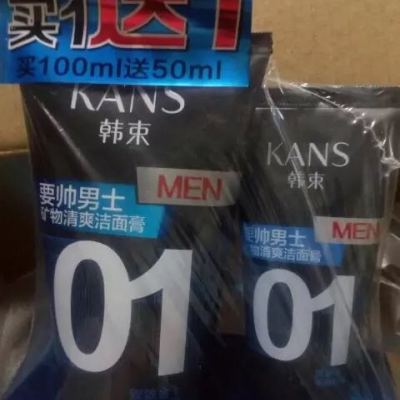 买1送1
买100ml送50ml
KANS
韩束
MEN
要帅男士
矿物清爽洁面膏
01
KANS
韩束
MEN
要帅男士
矿物清爽洁面膏
01